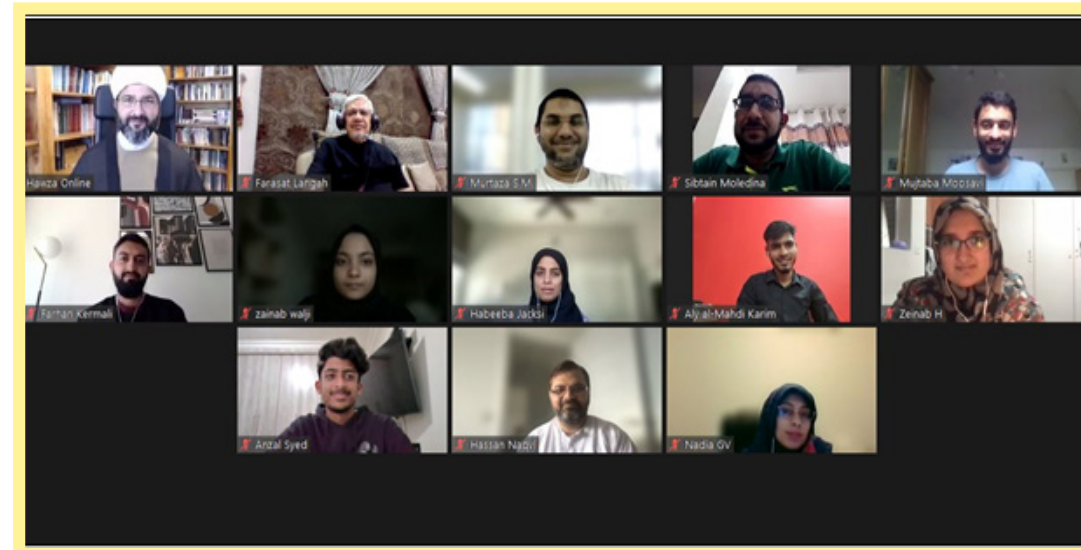 Hawza Online
Farasat Langah
Murtaza S M
Sibtain Moledina
Mujtaba Moosavi
Farhan Kermali
zainab walji
Habeeba Jacksi
Aly al-Mahdi Karim
Zeinab H
Anzal Syed
Hassan Naqvi
Nadia GV